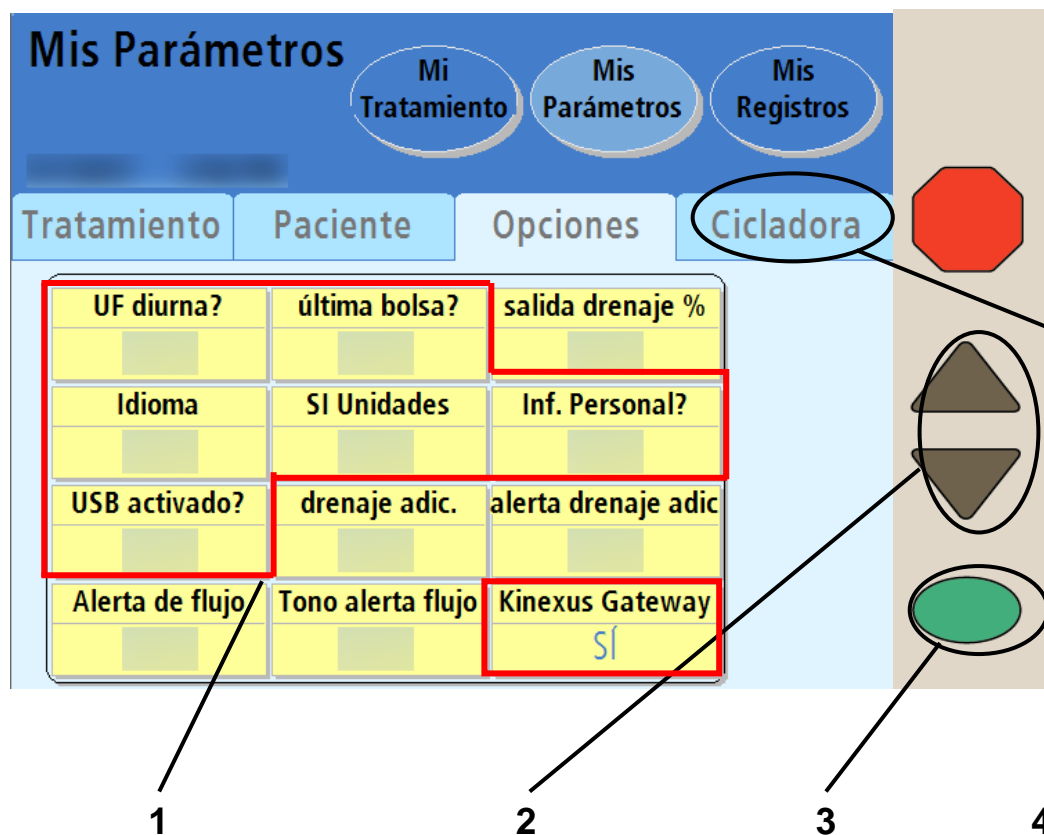 Mis Parámetros
Mi
Tratamiento
Mis
Parámetros
Mis
Registros
Tratamiento
Paciente
Opciones
Cicladora
UF diurna?
última bolsa?
salida drenaje %
Idioma
SI Unidades
Inf. Personal?
USB activado?
drenaje adic.
alerta drenaje adic
Alerta de flujo
Tono alerta flujo
Kinexus Gateway
SÍ
1
2
3
4